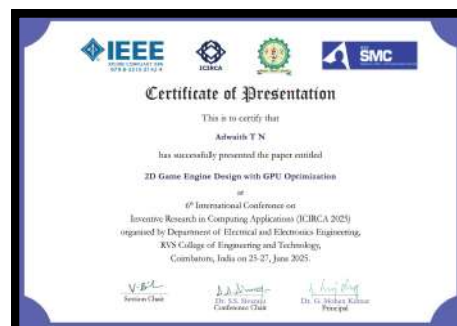 IEEE
ICIRCA
SMC
Certificate of Presentation
This is to certify that
Adwaith T N
has successfully presented the paper entitled
2D Game Engine Design with GPU Optimization
at
6th International Conference on
Inventive Research in Computing Applications (ICIRCA 2025)
organised by Department of Electrical and Electronics Engineering,
RVS College of Engineering and Technology,
Coimbatore, India on 25-27, June 2025.
Session Chair
Conference Chair
Dr. G. Mohan Kumar
Principal